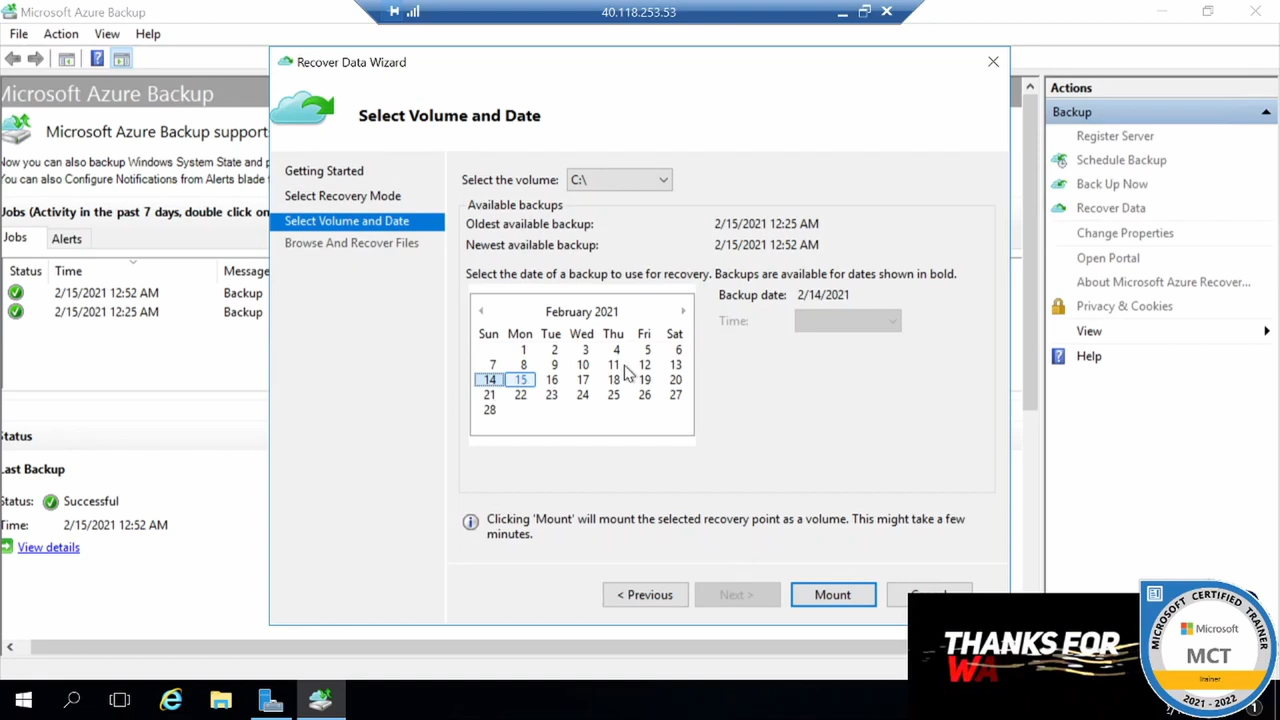 Microsoft Azure Backup
40.118.253.53
File Action View Help
Microsoft Azure Backup
Microsoft Azure Backup support
Now you can also backup Windows System State and p
You can also Configure Notifications from Alerts blade
Jobs (Activity in the past 7 days, double click on
Jobs Alerts
Status Time Message
2/15/2021 12:52 AM Backup
2/15/2021 12:25 AM Backup
Status
Last Backup
Status: Successful
Time: 2/15/2021 12:52 AM
View details
Recover Data Wizard
Select Volume and Date
Getting Started
Select Recovery Mode
Select Volume and Date
Browse And Recover Files
Select the volume: C:\
Available backups
Oldest available backup: 2/15/2021 12:25 AM
Newest available backup: 2/15/2021 12:52 AM
Select the date of a backup to use for recovery. Backups are available for dates shown in bold.
Backup date: 2/14/2021
Time:
February 2021
Sun Mon Tue Wed Thu Fri Sat
1 2 3 4 5 6
7 8 9 10 11 12 13
14 15 16 17 18 19 20
21 22 23 24 25 26 27
28
Clicking 'Mount' will mount the selected recovery point as a volume. This might take a few
minutes.
< Previous Next > Mount
Actions
Backup
Register Server
Schedule Backup
Back Up Now
Recover Data
Change Properties
Open Portal
About Microsoft Azure Recover...
Privacy & Cookies
View
Help
THANKS FOR
WA
MICROSOFT CERTIFIED TRAINER
Microsoft
MCT
Trainer
2021 - 2022